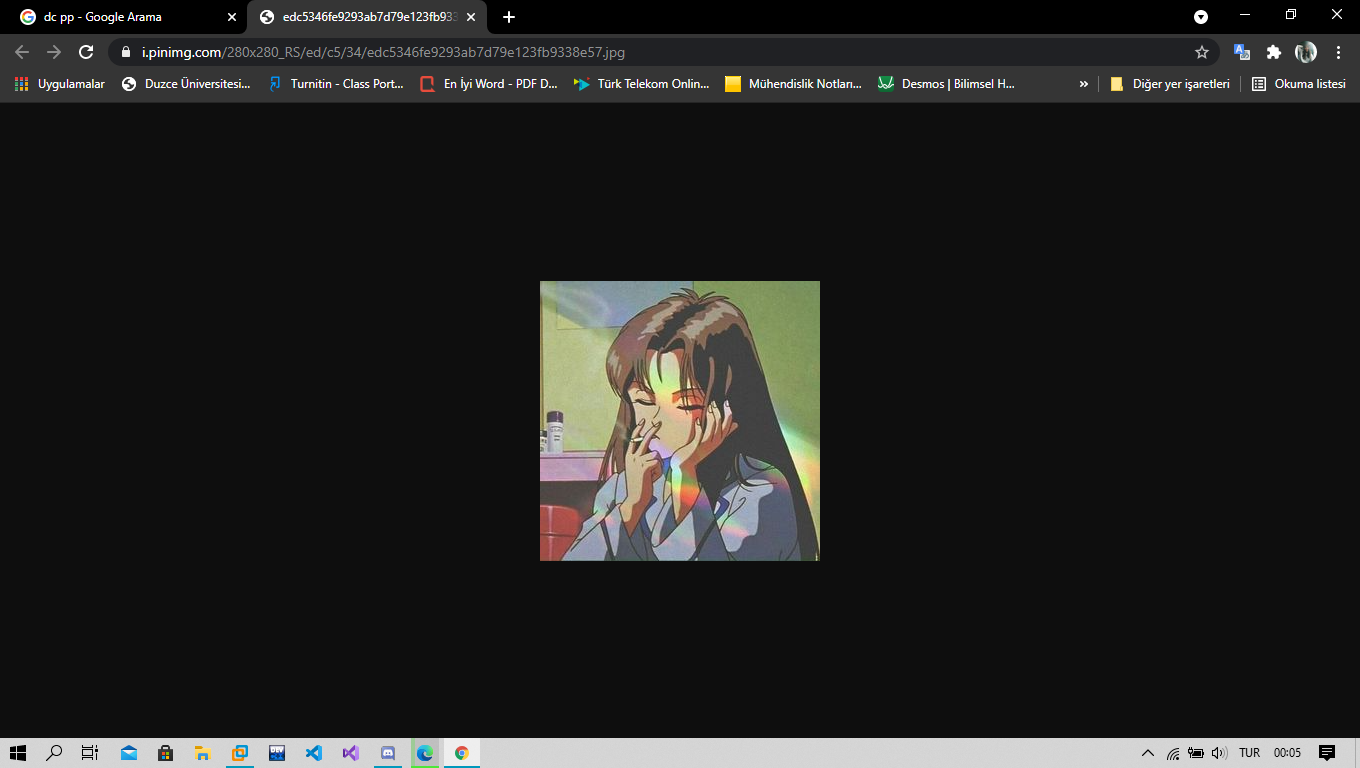 dc pp - Google Arama
edc5346fe9293ab7d79e123fb933
i.pinimg.com/280x280_RS/ed/c5/34/edc5346fe9293ab7d79e123fb9338e57.jpg
Uygulamalar Duzce Üniversitesi... Turnitin - Class Port... En İyi Word - PDF D... Türk Telekom Onlin... Mühendislik Notları... Desmos | Bilimsel H... » Diğer yer işaretleri Okuma listesi
TUR 00:05